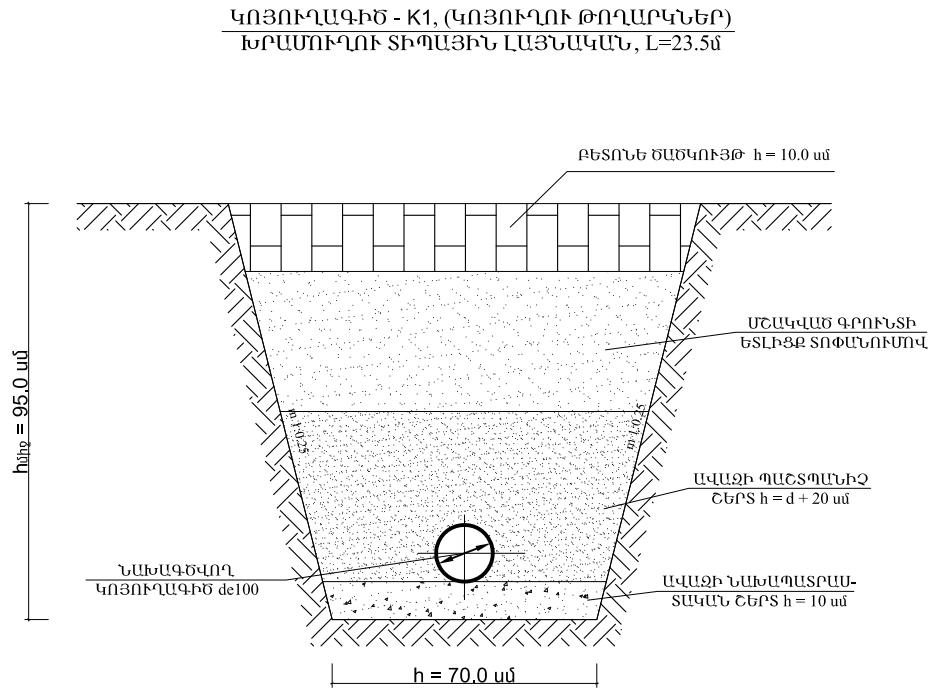 ԿՈՅՈՒՂԱԳԻԾ - K1, (ԿՈՅՈՒՂՈՒ ԹՈՂԱՐԿՆԵՐ)
ԽՐԱՄՈՒՂՈՒ ՏԻՊԱՅԻՆ ԼԱՅՆԱԿԱՆ, L=23.5մ
ԲԵՏՈՆԵ ԾԱԾԿՈՒՅԹ h = 10.0 սմ
ՄՇԱԿՎԱԾ ԳՐՈՒՆՏԻ
ԵՏԼԻՑՔ ՏՈՓԱՆՈՒՄՈՎ
hմիջ = 95.0 սմ
m 1:0.25
m 1:0.25
ԱՎԱԶԻ ՊԱՇՏՊԱՆԻՉ
ՇԵՐՏ h = d + 20 սմ
ՆԱԽԱԳԾՎՈՂ
ԿՈՅՈՒՂԱԳԻԾ de100
ԱՎԱԶԻ ՆԱԽԱՊԱՏՐԱՍ-
ՏԱԿԱՆ ՇԵՐՏ h = 10 սմ
h = 70.0 սմ